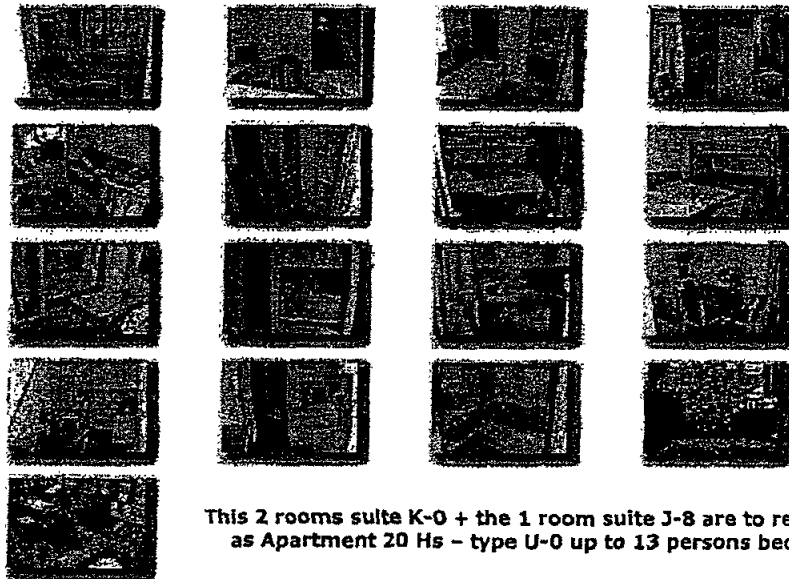 This 2 rooms suite K-0 + the 1 room suite J-8 are to re
as Apartment 20 Hs – type U-0 up to 13 persons bec